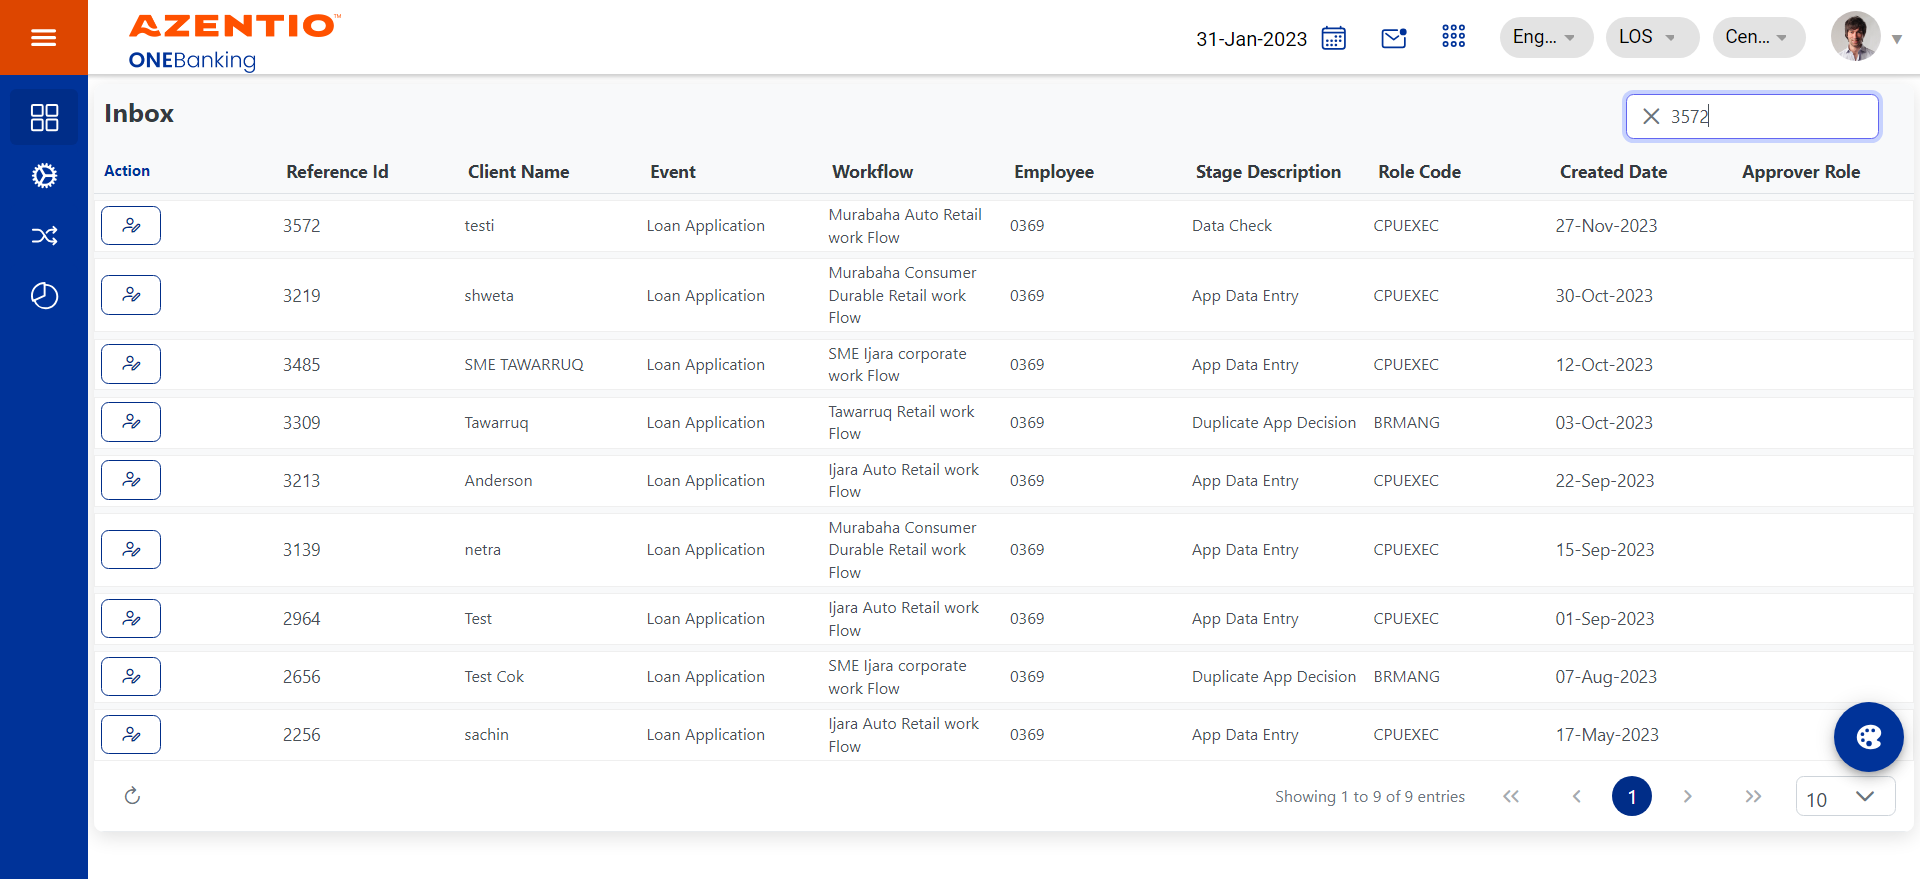 AZENTIO™
ONEBanking
31-Jan-2023
Eng...
LOS
Cen...
Inbox
3572
Action Reference Id Client Name Event Workflow Employee Stage Description Role Code Created Date Approver Role
3572 testi Loan Application Murabaha Auto Retail work Flow 0369 Data Check CPUEXEC 27-Nov-2023
3219 shweta Loan Application Murabaha Consumer Durable Retail work Flow 0369 App Data Entry CPUEXEC 30-Oct-2023
3485 SME TAWARRUQ Loan Application SME Ijara corporate work Flow 0369 App Data Entry CPUEXEC 12-Oct-2023
3309 Tawarruq Loan Application Tawarruq Retail work Flow 0369 Duplicate App Decision BRMANG 03-Oct-2023
3213 Anderson Loan Application Ijara Auto Retail work Flow 0369 App Data Entry CPUEXEC 22-Sep-2023
3139 netra Loan Application Murabaha Consumer Durable Retail work Flow 0369 App Data Entry CPUEXEC 15-Sep-2023
2964 Test Loan Application Ijara Auto Retail work Flow 0369 App Data Entry CPUEXEC 01-Sep-2023
2656 Test Cok Loan Application SME Ijara corporate work Flow 0369 Duplicate App Decision BRMANG 07-Aug-2023
2256 sachin Loan Application Ijara Auto Retail work Flow 0369 App Data Entry CPUEXEC 17-May-2023
Showing 1 to 9 of 9 entries
1
10